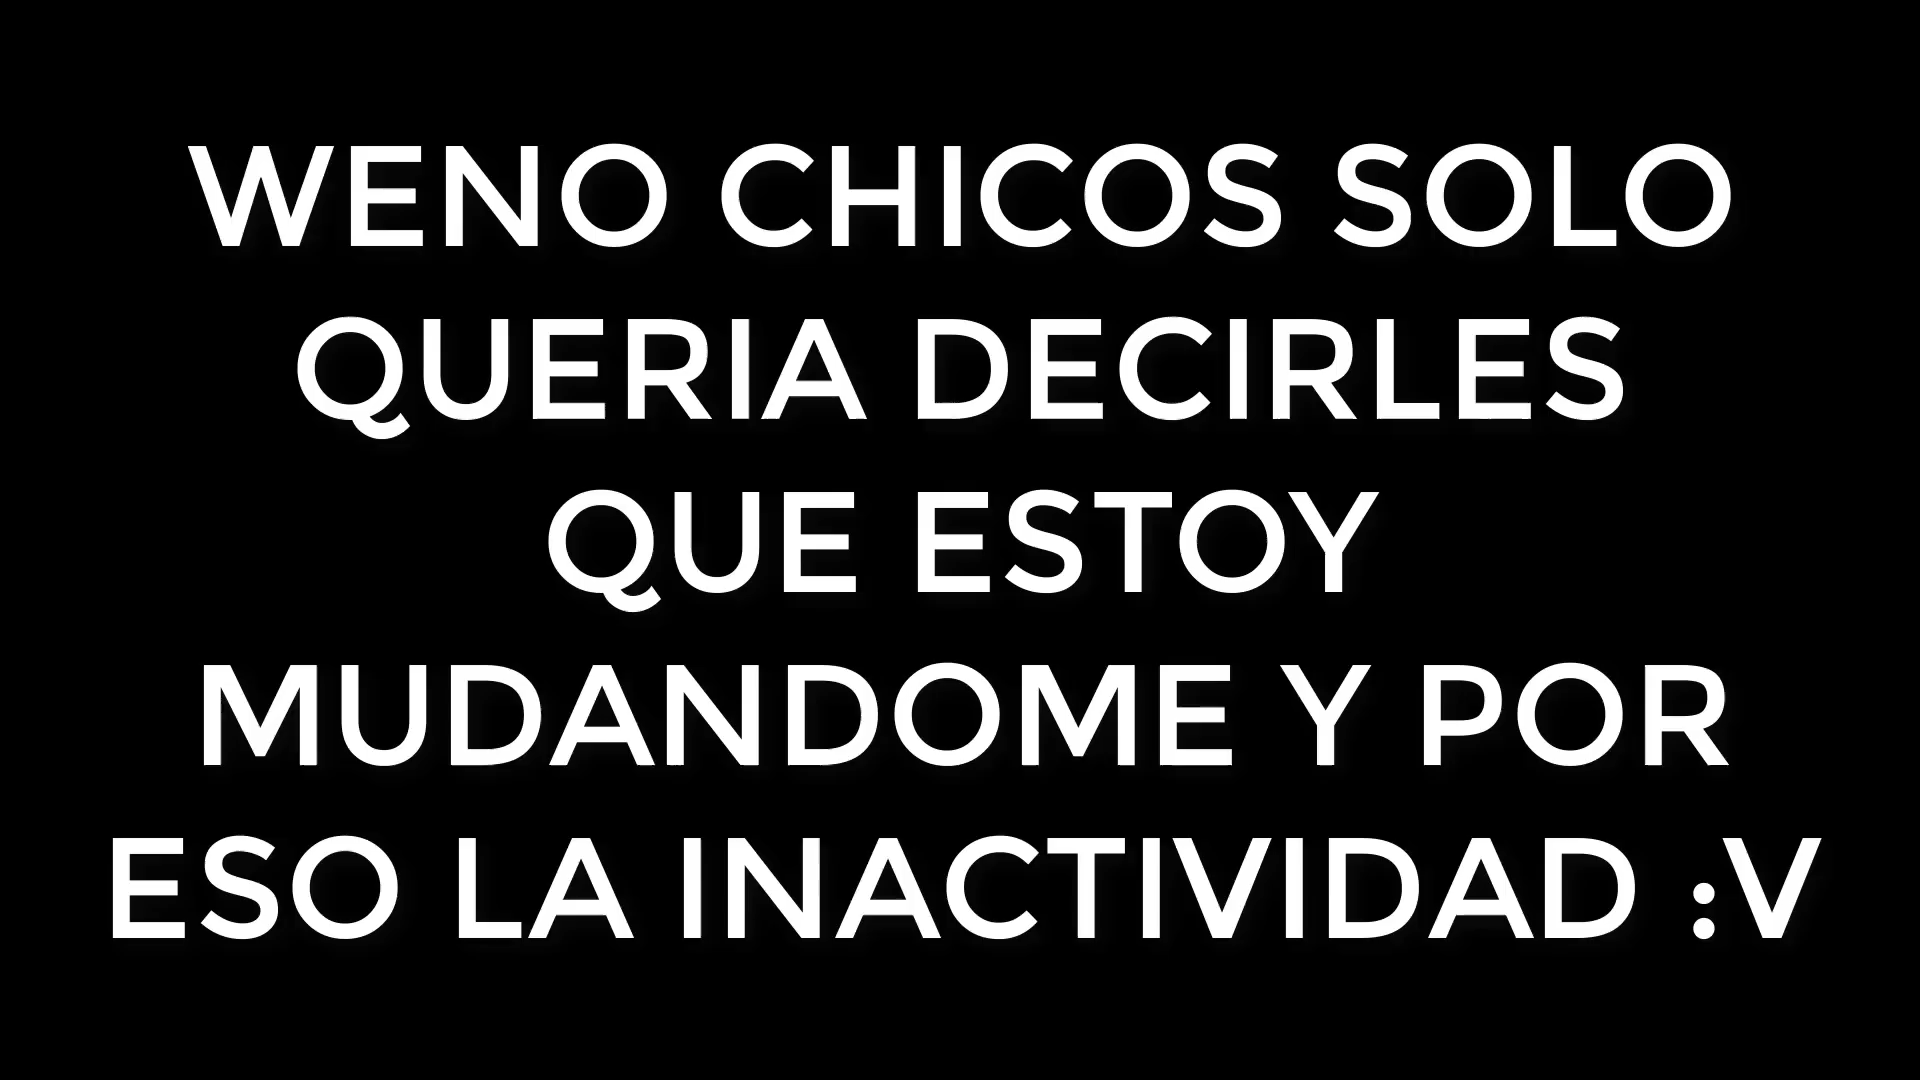 WENO CHICOS SOLO
QUERIA DECIRLES
QUE ESTOY
MUDANDOME Y POR
ESO LA INACTIVIDAD :V